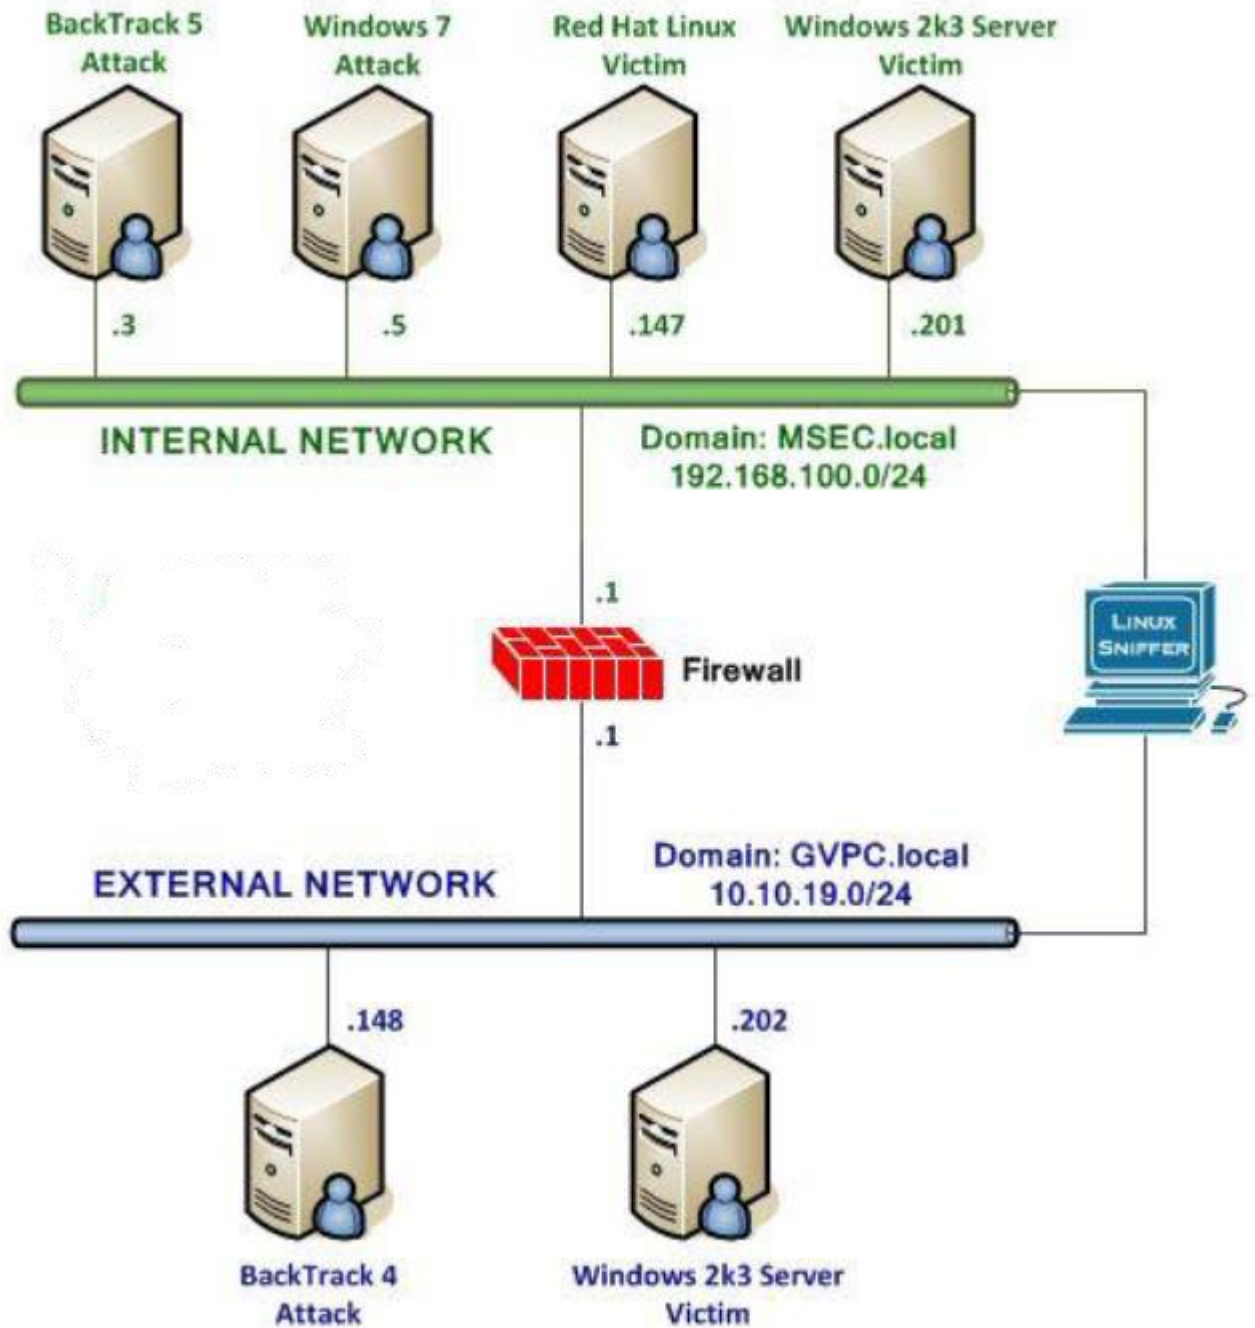 BackTrack 5
Attack
Windows 7
Attack
Red Hat Linux
Victim
Windows 2k3 Server
Victim
.3
.5
.147
.201
INTERNAL NETWORK
Domain: MSEC.local
192.168.100.0/24
.1
Firewall
.1
LINUX
SNIFFER
EXTERNAL NETWORK
Domain: GVPC.local
10.10.19.0/24
.148
.202
BackTrack 4
Attack
Windows 2k3 Server
Victim